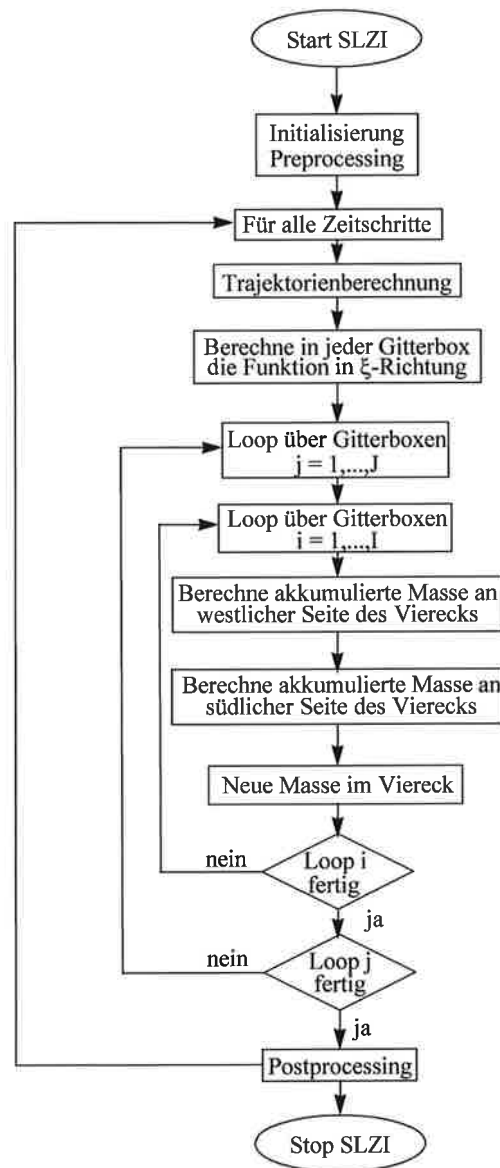 Start SLZI
Initialisierung
Preprocessing
Für alle Zeitschritte
Trajektorienberechnung
Berechne in jeder Gitterbox
die Funktion in ξ-Richtung
Loop über Gitterboxen
j = 1,...,J
Loop über Gitterboxen
i = 1,...,I
Berechne akkumulierte Masse an
westlicher Seite des Vierecks
Berechne akkumulierte Masse an
südlicher Seite des Vierecks
Neue Masse im Viereck
nein
Loop i
fertig
ja
nein
Loop j
fertig
ja
Postprocessing
Stop SLZI